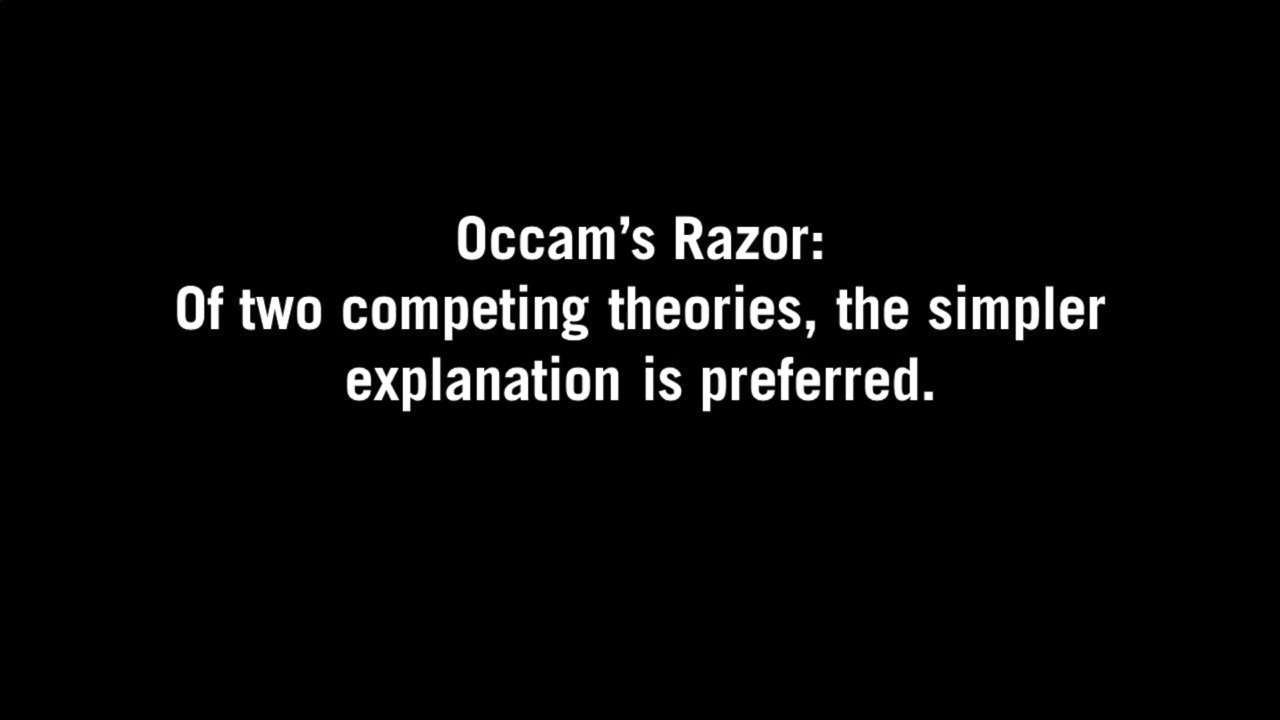 Occam’s Razor:
Of two competing theories, the simpler
explanation is preferred.